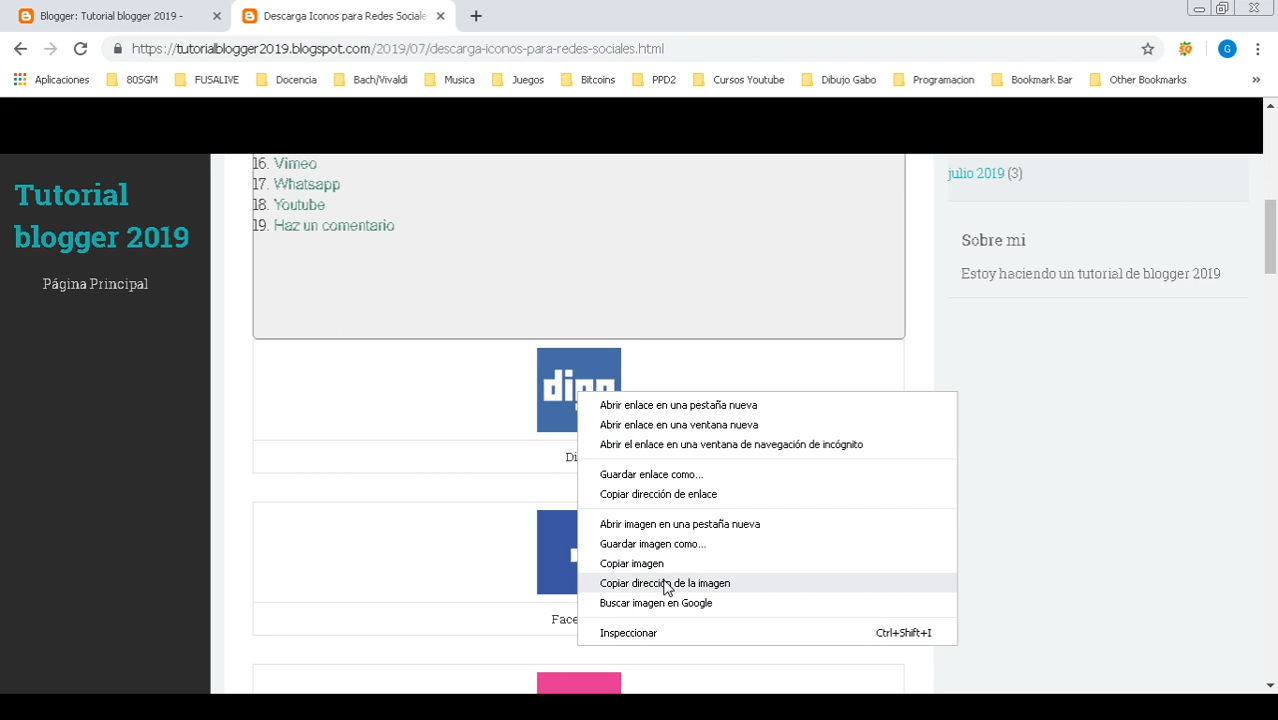 Blogger: Tutorial blogger 2019 -
Descarga Iconos para Redes Sociale
https://tutorialblogger2019.blogspot.com/2019/07/descarga-iconos-para-redes-sociales.html
G
Aplicaciones
80SGM
FUSALIVE
Docencia
Bach/Vivaldi
Musica
Juegos
Bitcoins
PPD2
Cursos Youtube
Dibujo Gabo
Programacion
Bookmark Bar
Other Bookmarks
Tutorial
blogger 2019
Página Principal
16. Vimeo
17. Whatsapp
18. Youtube
19. Haz un comentario
digg
Di
Face
julio 2019 (3)
Sobre mi
Estoy haciendo un tutorial de blogger 2019
Abrir enlace en una pestaña nueva
Abrir enlace en una ventana nueva
Abrir el enlace en una ventana de navegación de incógnito
Guardar enlace como...
Copiar dirección de enlace
Abrir imagen en una pestaña nueva
Guardar imagen como...
Copiar imagen
Copiar dirección de la imagen
Buscar imagen en Google
Inspeccionar Ctrl+Shift+I